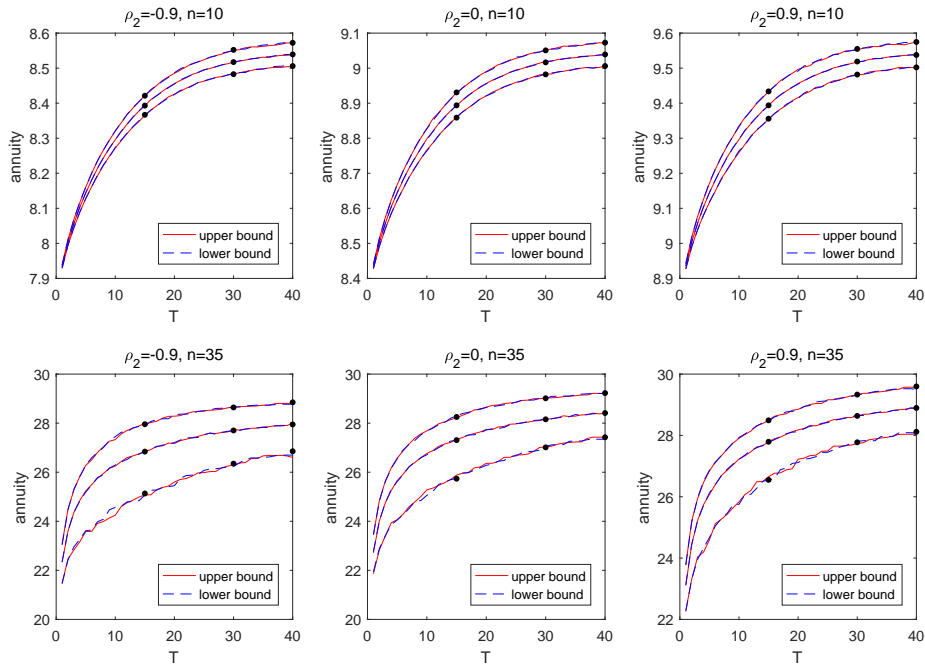 ρ2=-0.9, n=10
ρ2=0, n=10
ρ2=0.9, n=10
8.6
8.5
8.4
8.3
8.2
8.1
8
7.9
annuity
0 10 20 30 40
T
upper bound
lower bound
9.1
9
8.9
8.8
8.7
8.6
8.5
8.4
annuity
0 10 20 30 40
T
upper bound
lower bound
9.6
9.5
9.4
9.3
9.2
9.1
9
8.9
annuity
0 10 20 30 40
T
upper bound
lower bound
ρ2=-0.9, n=35
ρ2=0, n=35
ρ2=0.9, n=35
30
28
26
24
22
20
annuity
0 10 20 30 40
T
upper bound
lower bound
30
28
26
24
22
20
annuity
0 10 20 30 40
T
upper bound
lower bound
30
28
26
24
22
annuity
0 10 20 30 40
T
upper bound
lower bound